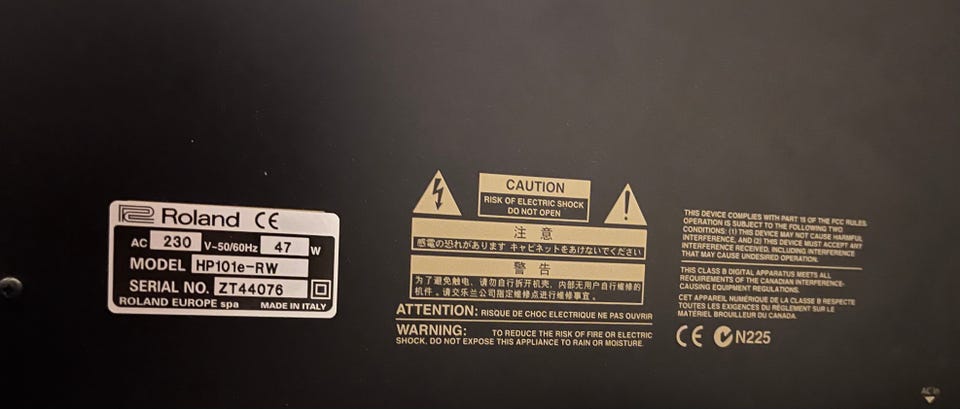 Roland CE
AC 230 V~50/60Hz 47 W
MODEL HP101e-RW
SERIAL NO. ZT44076
ROLAND EUROPE spa MADE IN ITALY
CAUTION
RISK OF ELECTRIC SHOCK
DO NOT OPEN
注 意
感電の恐れがあります キャビネットをあけないでください
警 告
为了避免触电，请勿自行拆开机壳，内部无用户自行维修的
机件。请交乐兰公司指定维修点进行维修事宜。
ATTENTION: RISQUE DE CHOC ELECTRIQUE NE PAS OUVRIR
WARNING: TO REDUCE THE RISK OF FIRE OR ELECTRIC
SHOCK, DO NOT EXPOSE THIS APPLIANCE TO RAIN OR MOISTURE.
THIS DEVICE COMPLIES WITH PART 15 OF THE FCC RULES.
OPERATION IS SUBJECT TO THE FOLLOWING TWO
CONDITIONS: (1) THIS DEVICE MAY NOT CAUSE HARMFUL
INTERFERENCE, AND (2) THIS DEVICE MUST ACCEPT ANY
INTERFERENCE RECEIVED, INCLUDING INTERFERENCE
THAT MAY CAUSE UNDESIRED OPERATION.
THIS CLASS B DIGITAL APPARATUS MEETS ALL
REQUIREMENTS OF THE CANADIAN INTERFERENCE-
CAUSING EQUIPMENT REGULATIONS.
CET APPAREIL NUMÉRIQUE DE LA CLASSE B RESPECTE
TOUTES LES EXIGENCES DU RÈGLEMENT SUR LE
MATÉRIEL BROUILLEUR DU CANADA.
CE N225
AC In